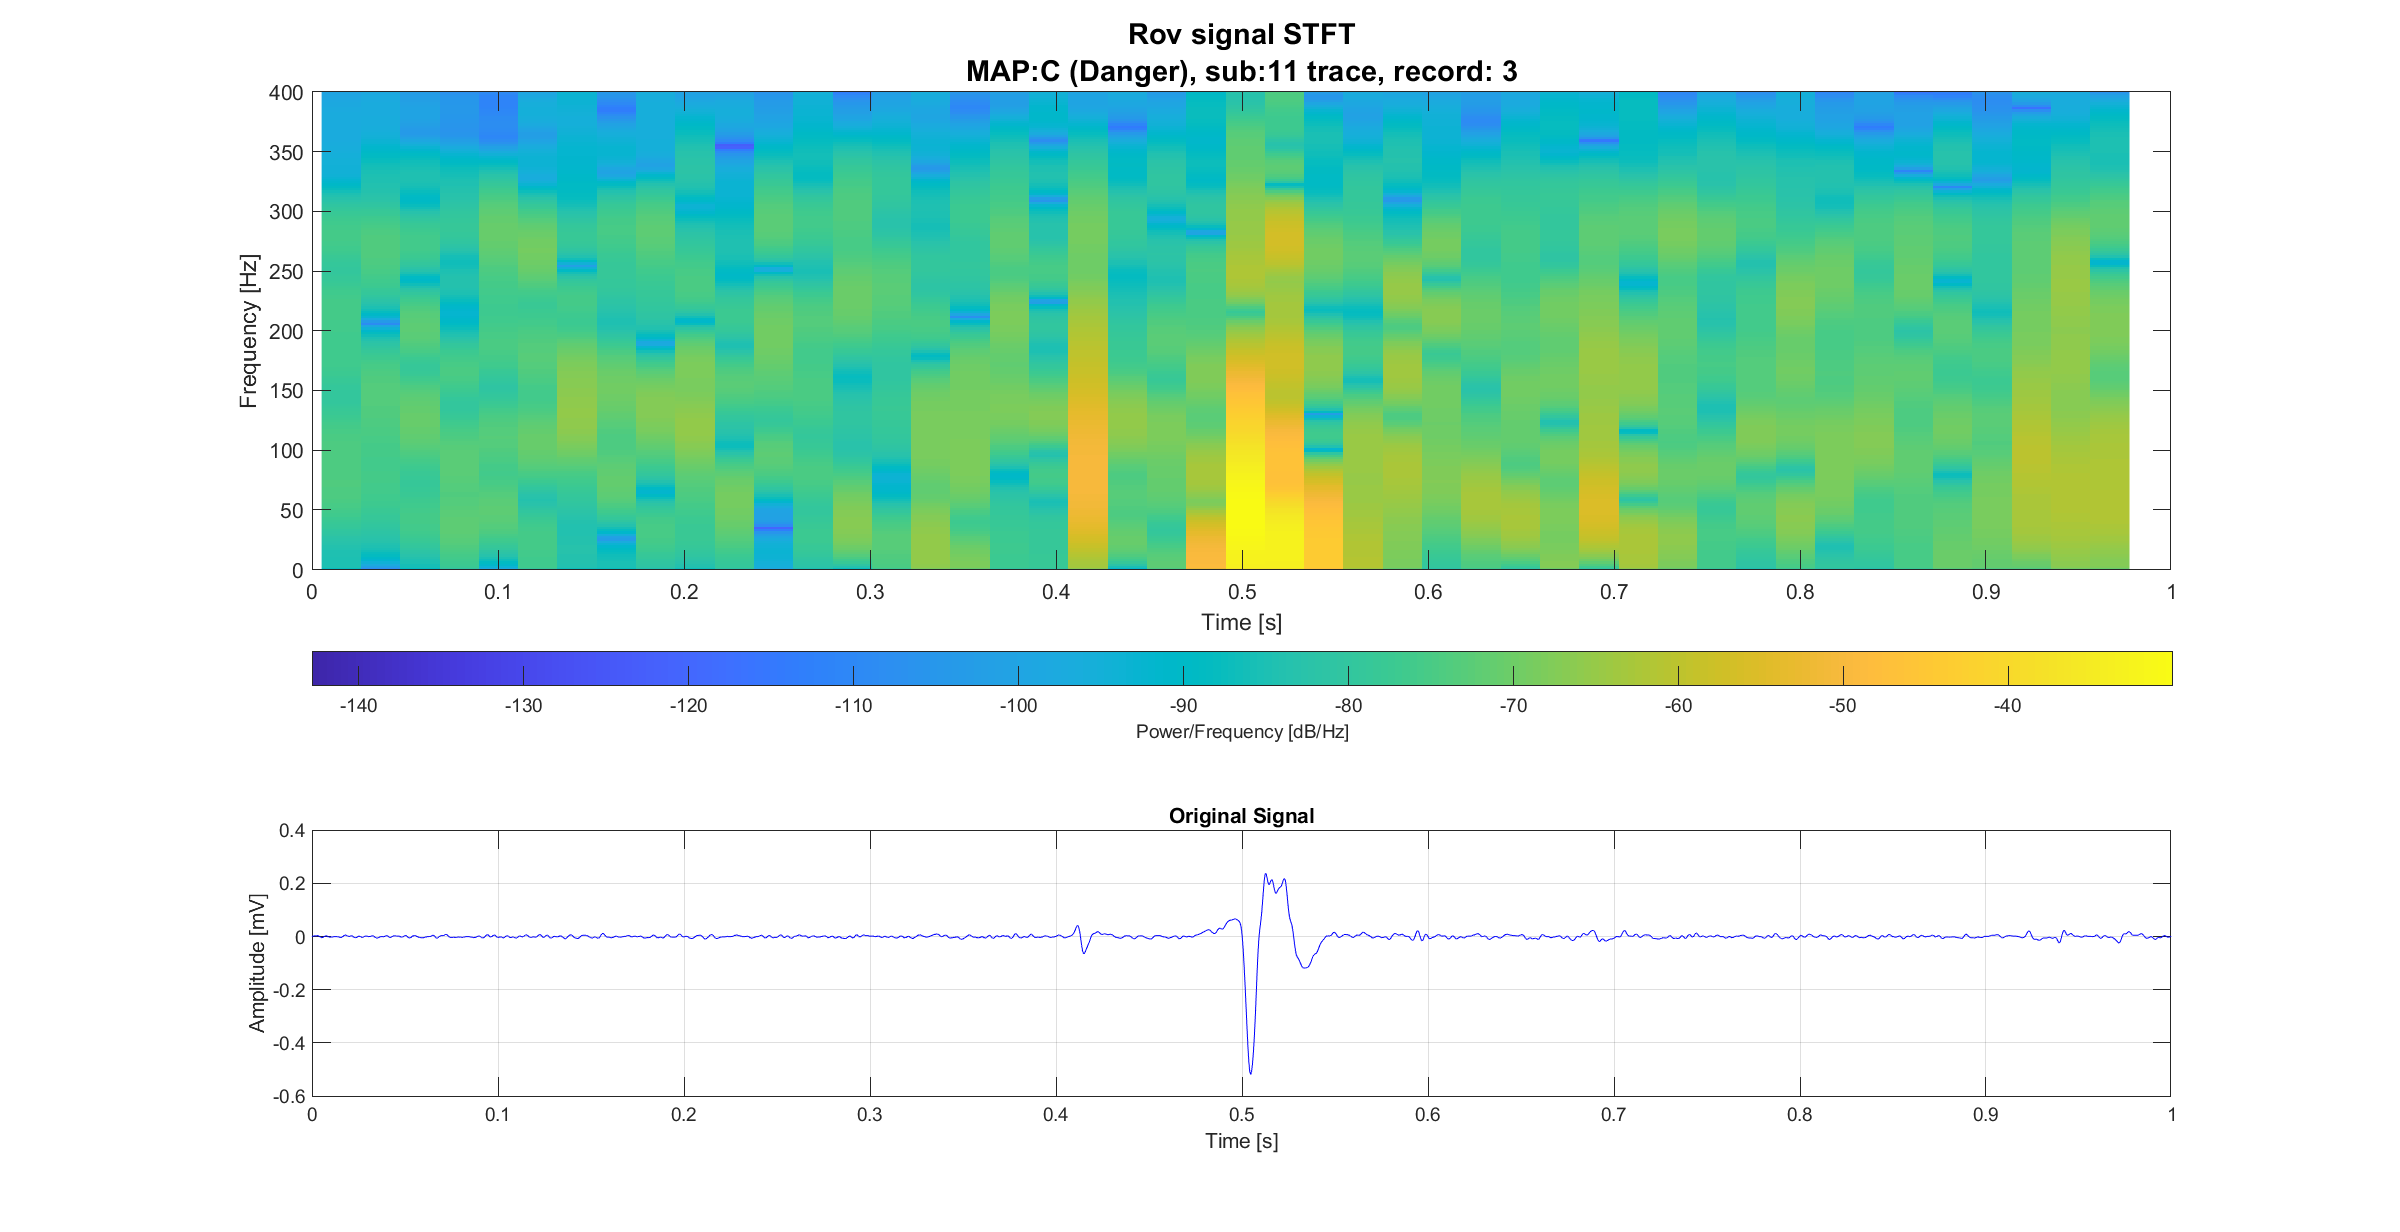 Rov signal STFT
MAP:C (Danger), sub:11 trace, record: 3
400
350
300
250
200
150
100
50
0
Frequency [Hz]
0 0.1 0.2 0.3 0.4 0.5 0.6 0.7 0.8 0.9 1
Time [s]
-140 -130 -120 -110 -100 -90 -80 -70 -60 -50 -40
Power/Frequency [dB/Hz]
Original Signal
0.4
0.2
0
-0.2
-0.4
-0.6
Amplitude [mV]
0 0.1 0.2 0.3 0.4 0.5 0.6 0.7 0.8 0.9 1
Time [s]